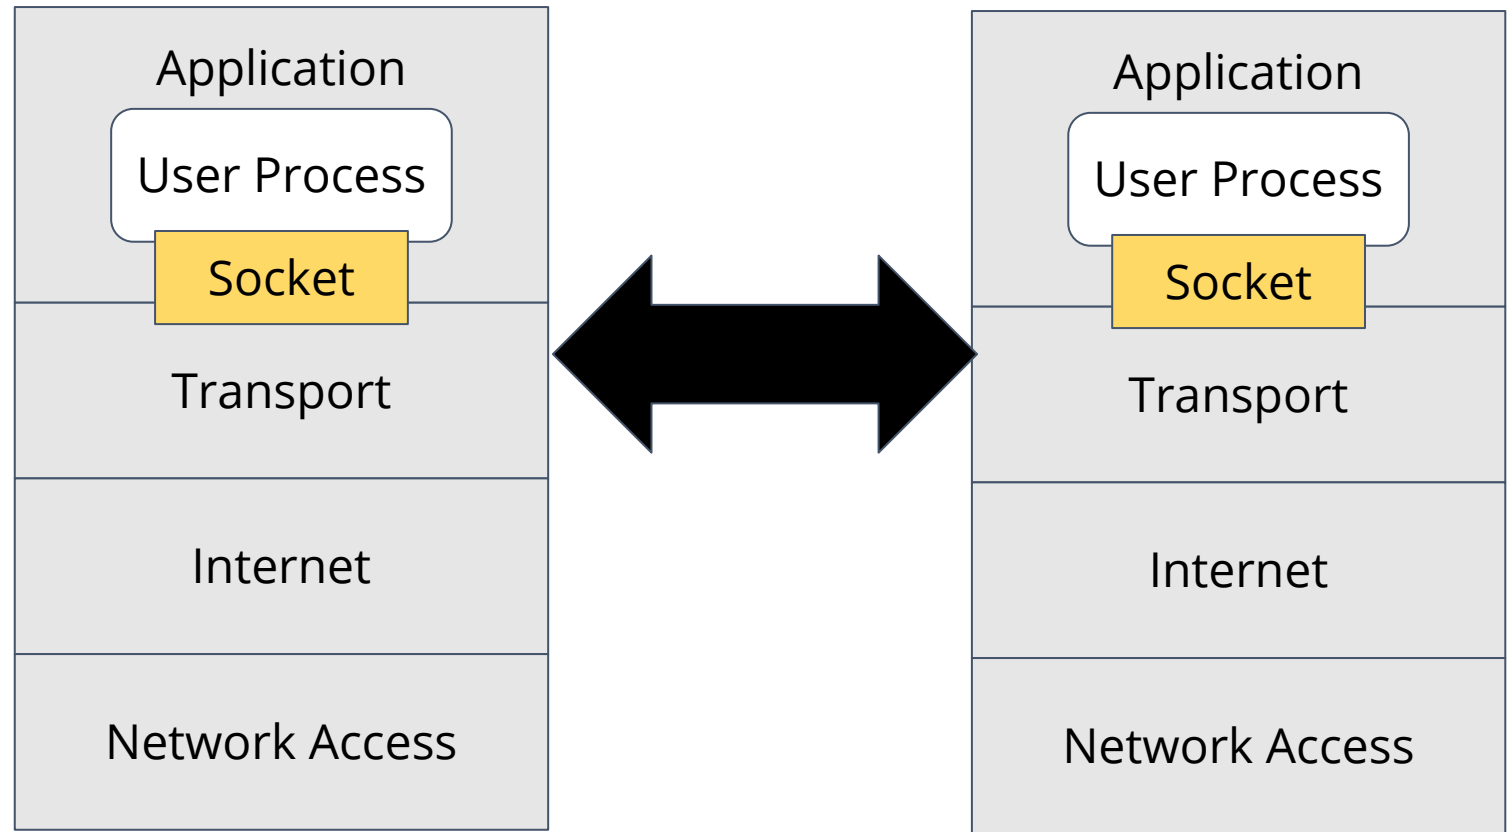 Application
User Process
Socket
Transport
Internet
Network Access
Application
User Process
Socket
Transport
Internet
Network Access